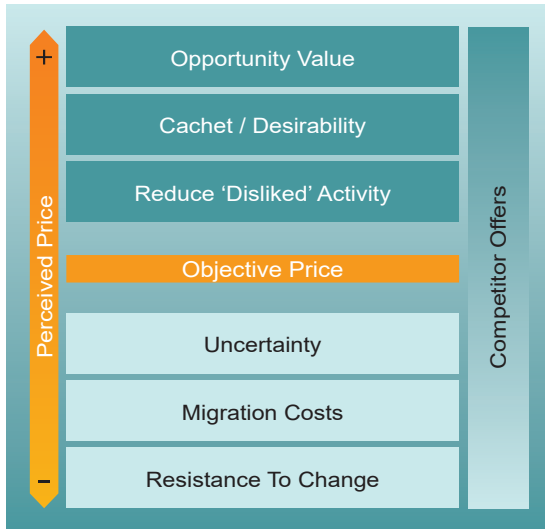 +
Opportunity Value
Cachet / Desirability
Reduce ‘Disliked’ Activity
Perceived Price
Objective Price
Competitor Offers
Uncertainty
Migration Costs
Resistance To Change
-